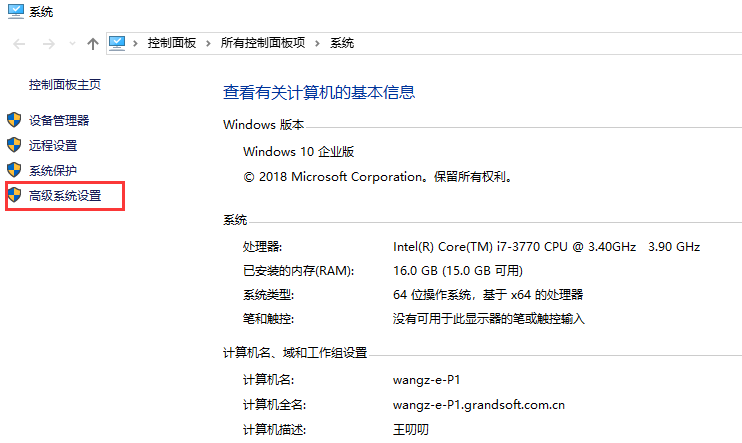 系统
控制面板 > 所有控制面板项 > 系统
控制面板主页
设备管理器
远程设置
系统保护
高级系统设置
查看有关计算机的基本信息
Windows 版本
Windows 10 企业版
© 2018 Microsoft Corporation。保留所有权利。
系统
处理器: Intel(R) Core(TM) i7-3770 CPU @ 3.40GHz 3.90 GHz
已安装的内存(RAM): 16.0 GB (15.0 GB 可用)
系统类型: 64 位操作系统, 基于 x64 的处理器
笔和触控: 没有可用于此显示器的笔或触控输入
计算机名、域和工作组设置
计算机名: wangz-e-P1
计算机全名: wangz-e-P1.grandsoft.com.cn
计算机描述: 王叨叨